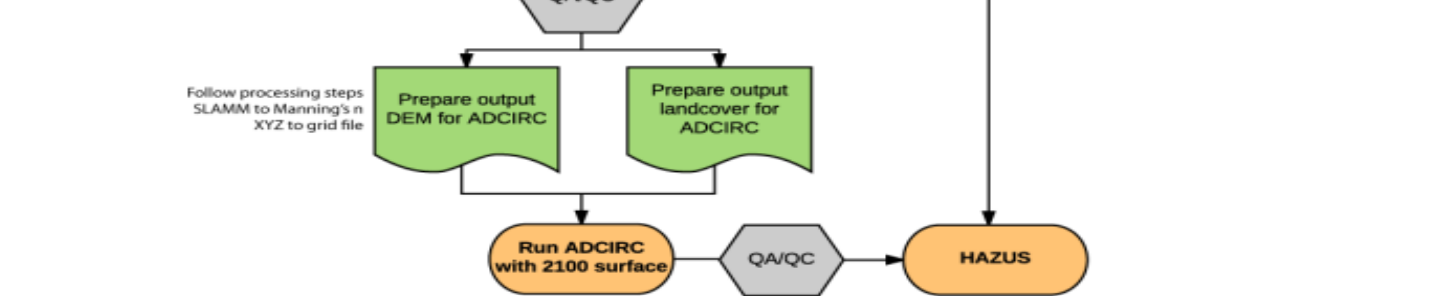 Follow processing steps
SLAMM to Manning's n
XYZ to grid file
Prepare output
DEM for ADCIRC
Prepare output
landcover for
ADCIRC
Run ADCIRC
with 2100 surface
QA/QC
HAZUS